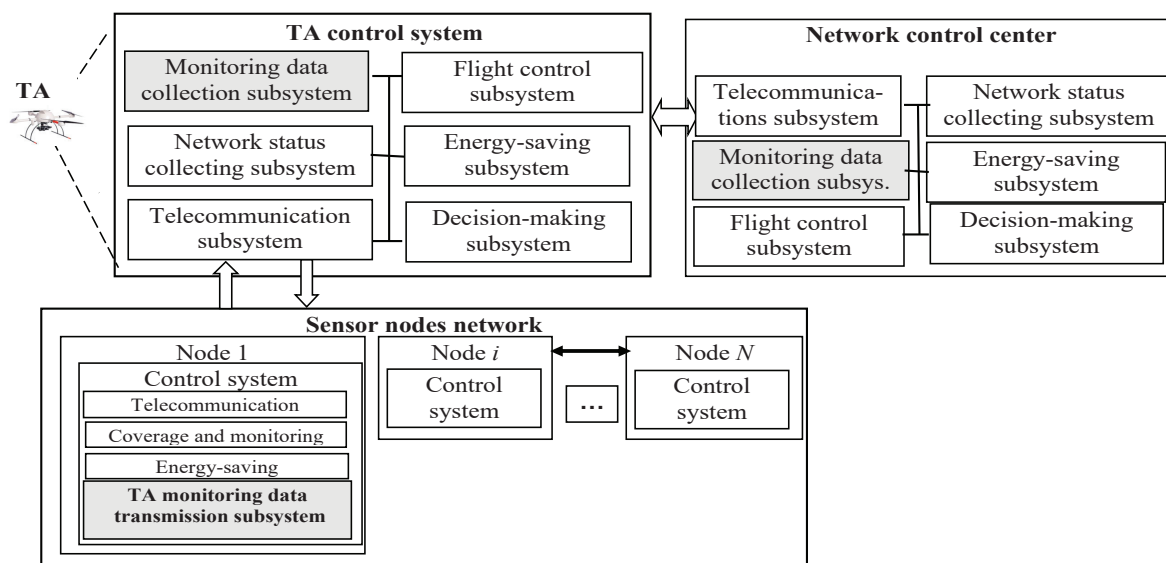 TA
TA control system
Monitoring data
collection subsystem
Flight control
subsystem
Network status
collecting subsystem
Energy-saving
subsystem
Telecommunication
subsystem
Decision-making
subsystem
Network control center
Telecommunica-
tions subsystem
Network status
collecting subsystem
Monitoring data
collection subsys.
Energy-saving
subsystem
Flight control
subsystem
Decision-making
subsystem
Sensor nodes network
Node 1
Control system
Telecommunication
Coverage and monitoring
Energy-saving
TA monitoring data
transmission subsystem
Node i
Control
system
...
Node N
Control
system